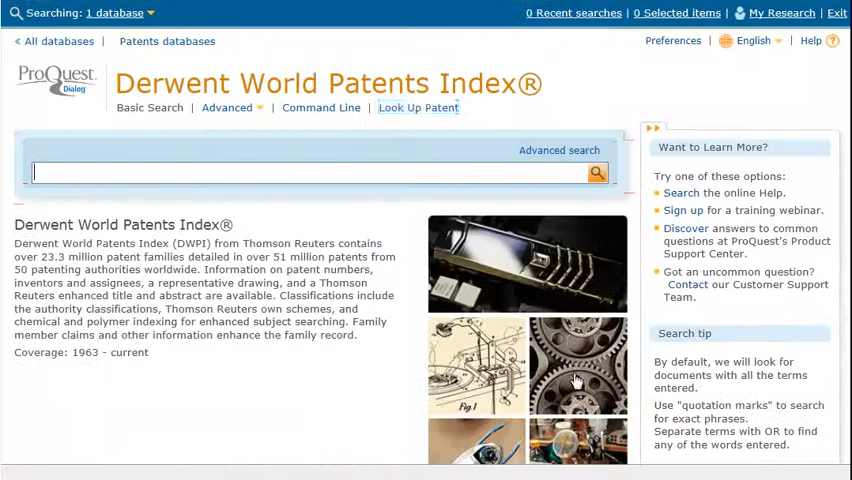 Searching: 1 database
0 Recent searches | 0 Selected items | My Research | Exit
< All databases | Patents databases
Preferences | English | Help ?
ProQuest
Dialog
Derwent World Patents Index®
Basic Search | Advanced | Command Line | Look Up Patent
Advanced search
Derwent World Patents Index®
Derwent World Patents Index (DWPI) from Thomson Reuters contains
over 23.3 million patent families detailed in over 51 million patents from
50 patenting authorities worldwide. Information on patent numbers,
inventors and assignees, a representative drawing, and a Thomson
Reuters enhanced title and abstract are available. Classifications include
the authority classifications, Thomson Reuters own schemes, and
chemical and polymer indexing for enhanced subject searching. Family
member claims and other information enhance the family record.
Coverage: 1963 - current
Fig.1
Want to Learn More?
Try one of these options:
Search the online Help.
Sign up for a training webinar.
Discover answers to common
questions at ProQuest's Product
Support Center.
Got an uncommon question?
Contact our Customer Support
Team.
Search tip
By default, we will look for
documents with all the terms
entered.
Use "quotation marks" to search
for exact phrases.
Separate terms with OR to find
any of the words entered.